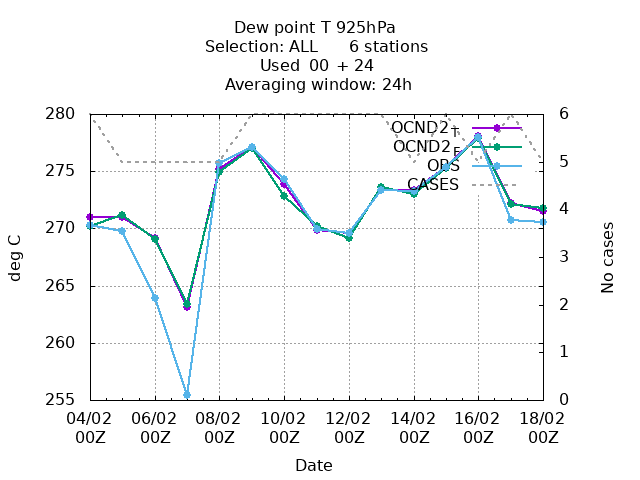 Dew point T 925hPa
Selection: ALL 6 stations
Used 00 + 24
Averaging window: 24h
280
275
270
265
260
255
6
5
4
3
2
1
0
OCND2_T
OCND2_F
OBS
CASES
deg C
No cases
04/02 06/02 08/02 10/02 12/02 14/02 16/02 18/02
00Z 00Z 00Z 00Z 00Z 00Z 00Z 00Z
Date